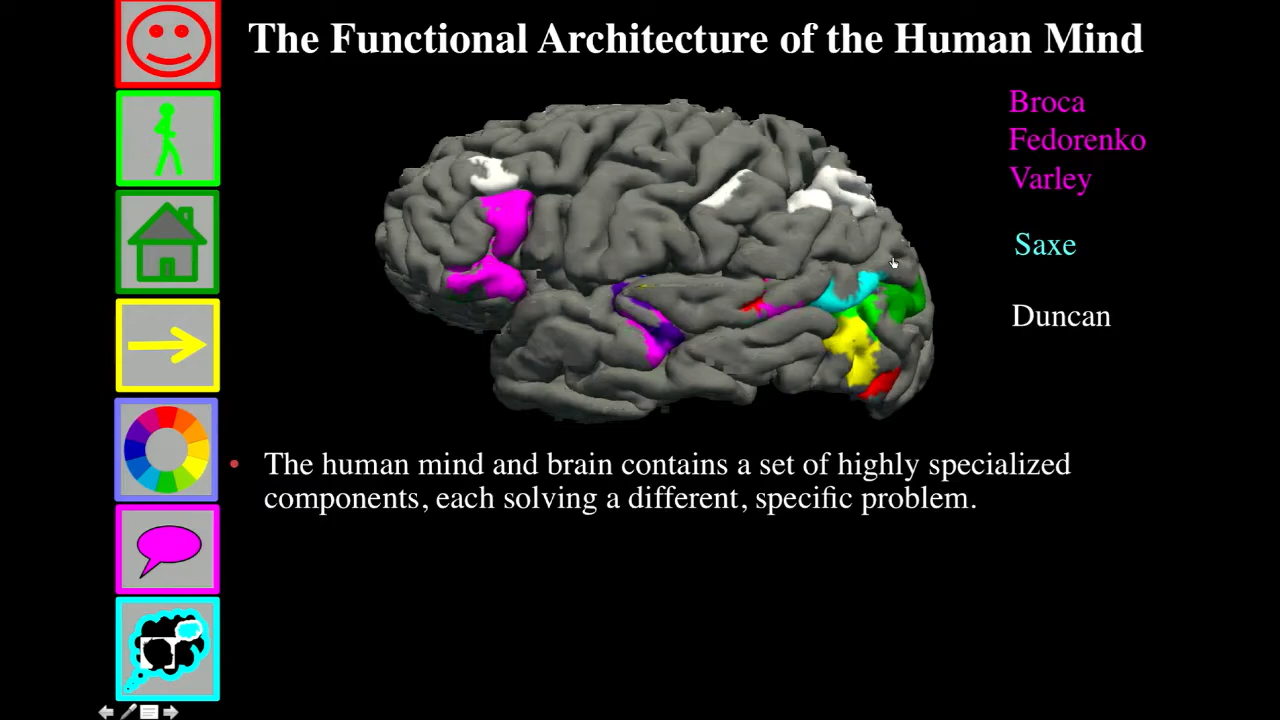 The Functional Architecture of the Human Mind
Broca
Fedorenko
Varley
Saxe
Duncan
• The human mind and brain contains a set of highly specialized
components, each solving a different, specific problem.